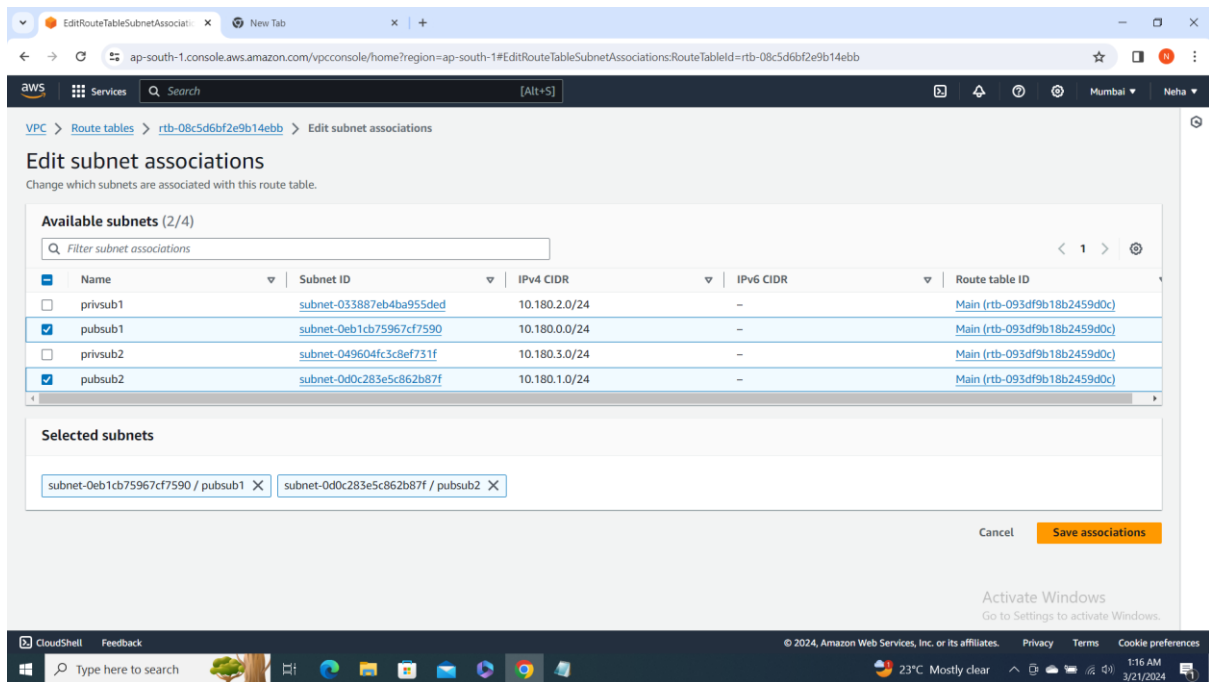 EditRouteTableSubnetAssociatio
New Tab
ap-south-1.console.aws.amazon.com/vpcconsole/home?region=ap-south-1#EditRouteTableSubnetAssociations:RouteTableId=rtb-08c5d6bf2e9b14ebb
N
aws Services Search [Alt+S] Mumbai Neha
VPC > Route tables > rtb-08c5d6bf2e9b14ebb > Edit subnet associations
Edit subnet associations
Change which subnets are associated with this route table.
Available subnets (2/4)
Filter subnet associations < 1 >
Name Subnet ID IPv4 CIDR IPv6 CIDR Route table ID
privsub1 subnet-033887eb4ba955ded 10.180.2.0/24 – Main (rtb-093df9b18b2459d0c)
pubsub1 subnet-0eb1cb75967cf7590 10.180.0.0/24 – Main (rtb-093df9b18b2459d0c)
privsub2 subnet-049604fc3c8ef731f 10.180.3.0/24 – Main (rtb-093df9b18b2459d0c)
pubsub2 subnet-0d0c283e5c862b87f 10.180.1.0/24 – Main (rtb-093df9b18b2459d0c)
Selected subnets
subnet-0eb1cb75967cf7590 / pubsub1 subnet-0d0c283e5c862b87f / pubsub2
Cancel Save associations
Activate Windows
Go to Settings to activate Windows.
CloudShell Feedback © 2024, Amazon Web Services, Inc. or its affiliates. Privacy Terms Cookie preferences
Type here to search 23°C Mostly clear 1:16 AM
3/21/2024